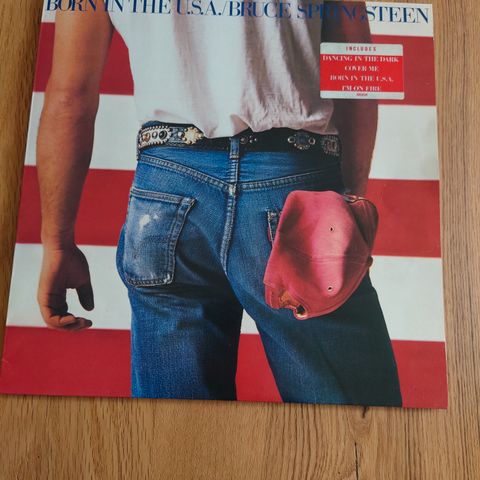 BORN IN THE U.S.A./BRUCE SPRINGSTEEN
INCLUDES
DANCING IN THE DARK
COVER ME
BORN IN THE U.S.A.
I'M ON FIRE